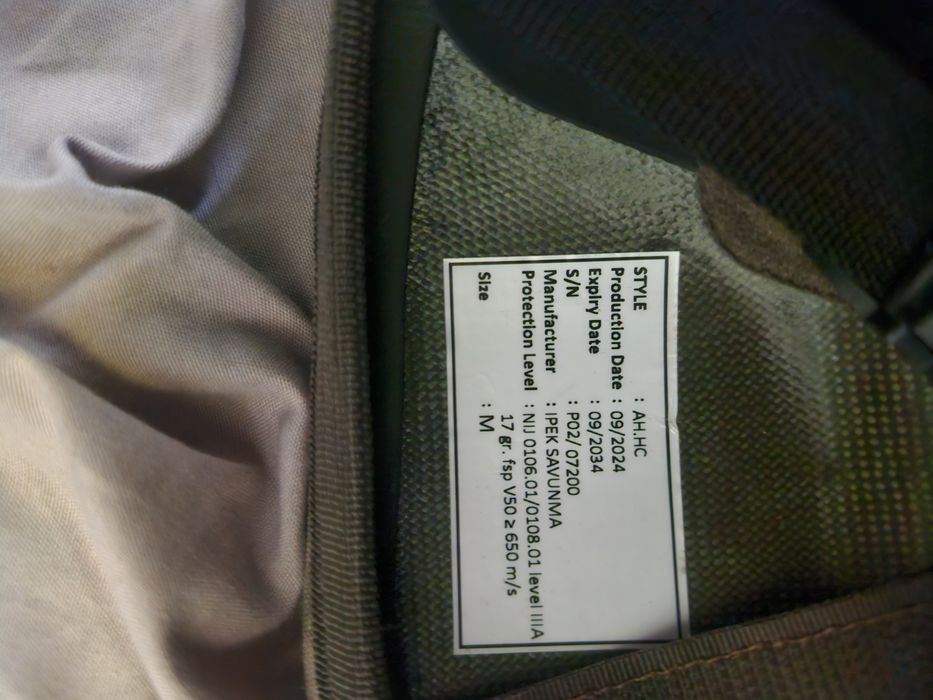 STYLE : AH.HC
Production Date : 09/2024
Expiry Date : 09/2034
S/N : P02/ 07200
Manufacturer : IPEK SAVUNMA
Protection Level : NIJ 0106.01/0108.01 level IIIA
17 gr. fsp V50 ≥ 650 m/s
Size : M